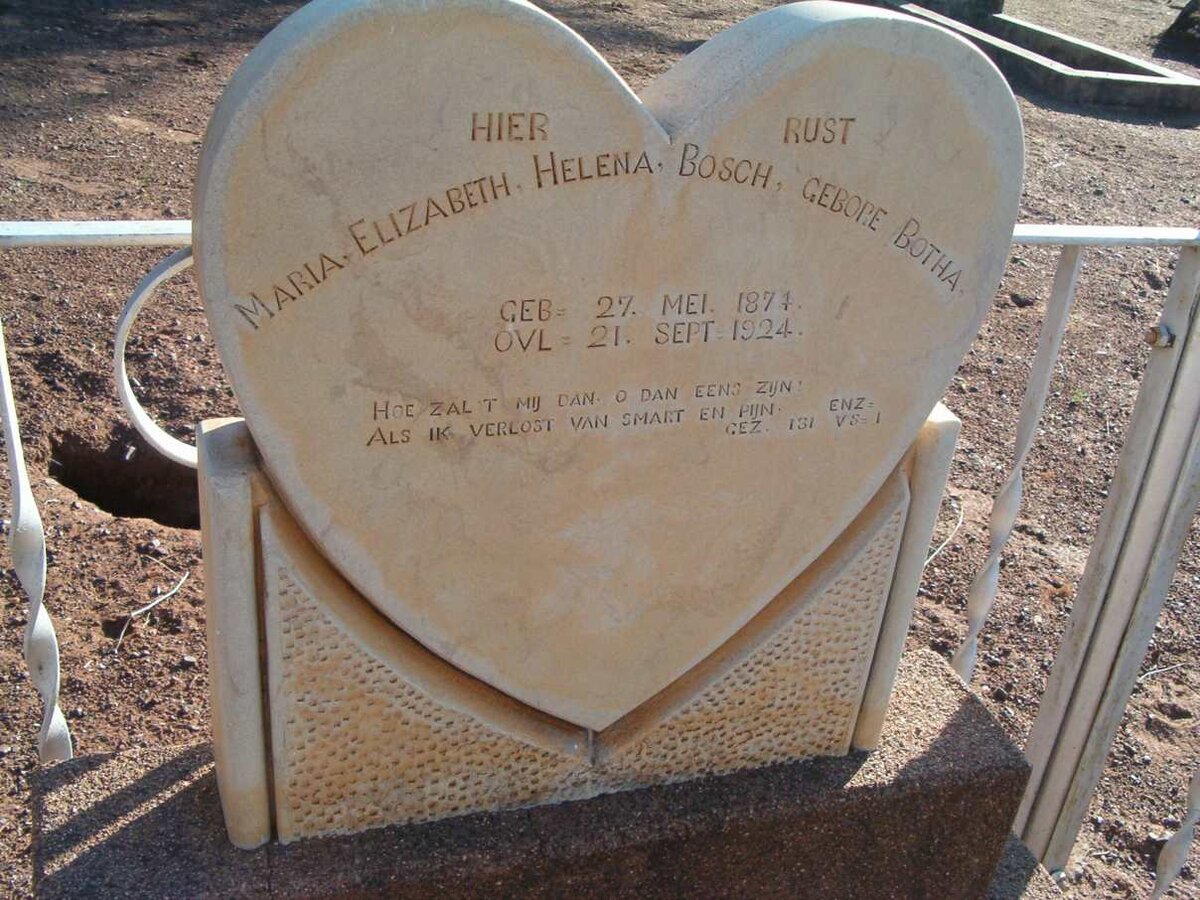 HIER RUST
MARIA. ELIZABETH. HELENA. BOSCH. GEBORE BOTHA.
GEB= 27. MEI. 1874.
OVL= 21. SEPT=1924.
HOE ZAL'T MIJ DAN. O DAN EENS ZIJN!
ALS IK VERLOST VAN SMART EN PIJN. ENZ=
GEZ. 181 VS=1